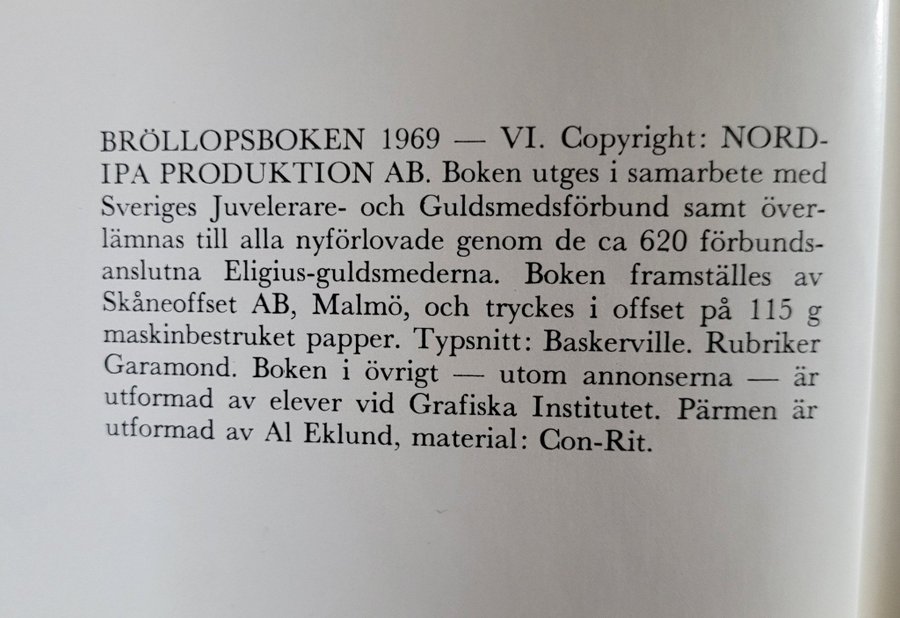 BRÖLLOPSBOKEN 1969 — VI. Copyright: NORD-
IPA PRODUKTION AB. Boken utges i samarbete med
Sveriges Juvelerare- och Guldsmedsförbund samt över-
lämnas till alla nyförlovade genom de ca 620 förbunds-
anslutna Eligius-guldsmederna. Boken framställes av
Skåneoffset AB, Malmö, och tryckes i offset på 115 g
maskinbestruket papper. Typsnitt: Baskerville. Rubriker
Garamond. Boken i övrigt — utom annonserna — är
utformad av elever vid Grafiska Institutet. Pärmen är
utformad av Al Eklund, material: Con-Rit.